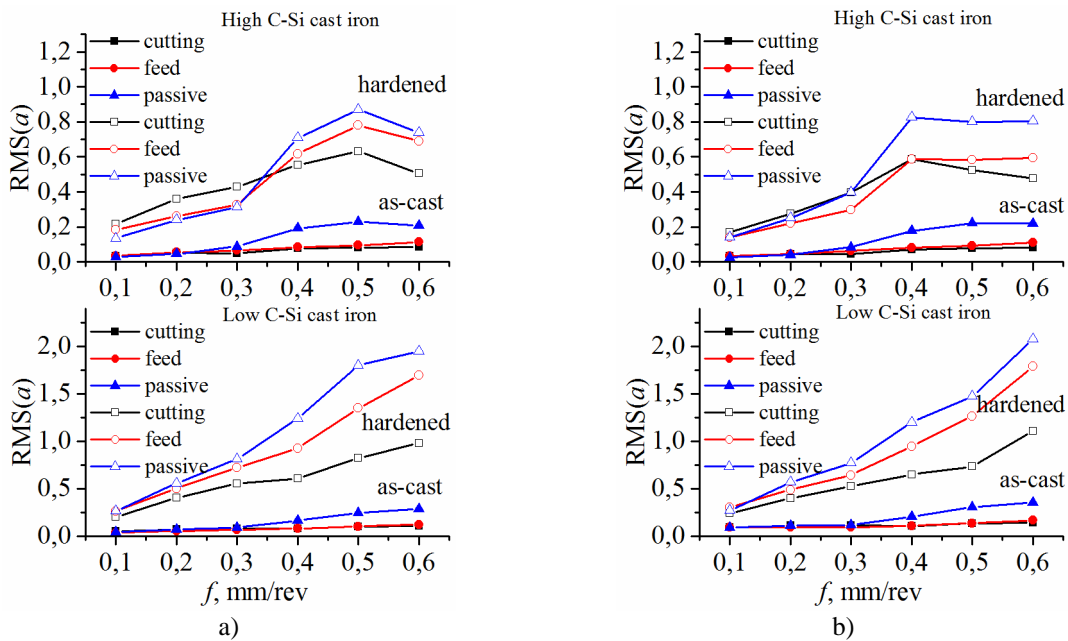 High C-Si cast iron
cutting
feed
passive
cutting
feed
passive
hardened
as-cast
RMS(a)
1,2
1,0
0,8
0,6
0,4
0,2
0,0
0,1 0,2 0,3 0,4 0,5 0,6
Low C-Si cast iron
cutting
feed
passive
cutting
feed
passive
hardened
as-cast
RMS(a)
2,0
1,5
1,0
0,5
0,0
0,1 0,2 0,3 0,4 0,5 0,6
f, mm/rev
a)
High C-Si cast iron
cutting
feed
passive
cutting
feed
passive
hardened
as-cast
RMS(a)
1,2
1,0
0,8
0,6
0,4
0,2
0,0
0,1 0,2 0,3 0,4 0,5 0,6
Low C-Si cast iron
cutting
feed
passive
cutting
feed
passive
hardened
as-cast
RMS(a)
2,0
1,5
1,0
0,5
0,0
0,1 0,2 0,3 0,4 0,5 0,6
f, mm/rev
b)